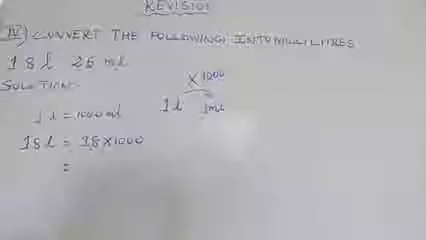 REVISION
IV) CONVERT THE FOLLOWING INTO MILLILITRES
18 l 25 ml
SOLUTION:
×1000
1 l = 1000 ml 1 l 1ml
18 l = 18×1000
=